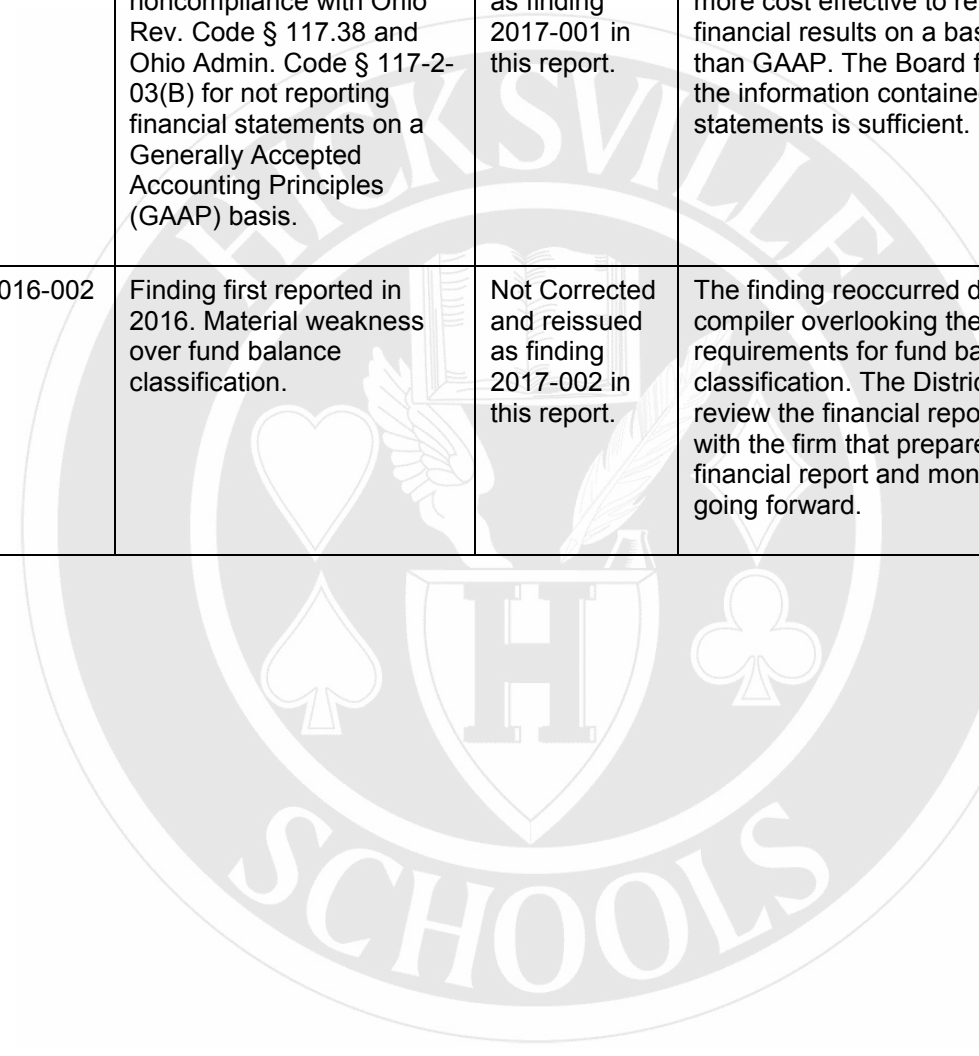 noncompliance with Ohio
Rev. Code § 117.38 and
Ohio Admin. Code § 117-2-
03(B) for not reporting
financial statements on a
Generally Accepted
Accounting Principles
(GAAP) basis.
as finding
2017-001 in
this report.
more cost effective to re
financial results on a bas
than GAAP. The Board f
the information containe
statements is sufficient.
016-002
Finding first reported in
2016. Material weakness
over fund balance
classification.
Not Corrected
and reissued
as finding
2017-002 in
this report.
The finding reoccurred d
compiler overlooking the
requirements for fund ba
classification. The Distric
review the financial repo
with the firm that prepare
financial report and mon
going forward.
HICKSVILLE
H
SCHOOLS